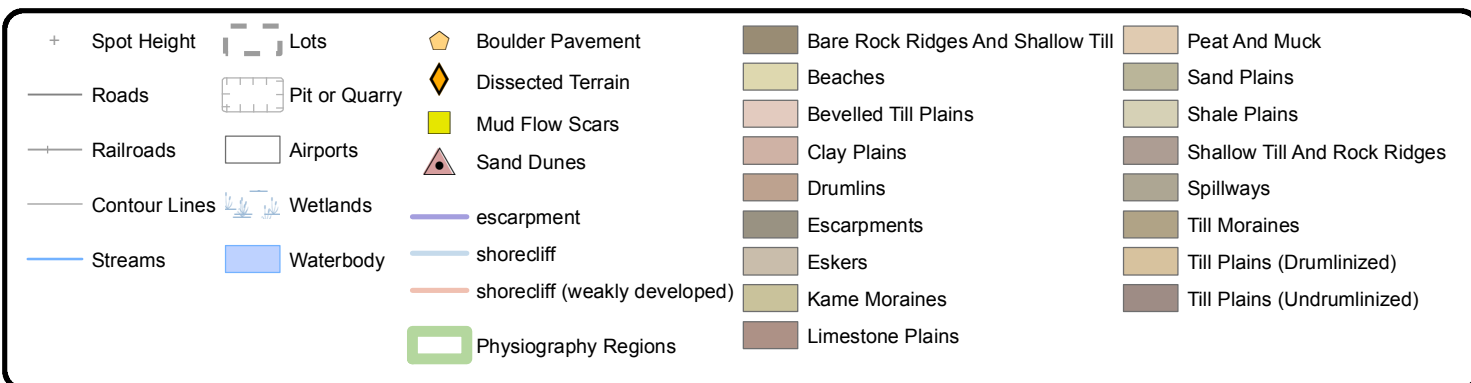 Spot Height
Roads
Railroads
Contour Lines
Streams
Lots
Pit or Quarry
Airports
Wetlands
Waterbody
Boulder Pavement
Dissected Terrain
Mud Flow Scars
Sand Dunes
escarpment
shorecliff
shorecliff (weakly developed)
Physiography Regions
Bare Rock Ridges And Shallow Till
Beaches
Bevelled Till Plains
Clay Plains
Drumlins
Escarpments
Eskers
Kame Moraines
Limestone Plains
Peat And Muck
Sand Plains
Shale Plains
Shallow Till And Rock Ridges
Spillways
Till Moraines
Till Plains (Drumlinized)
Till Plains (Undrumlinized)